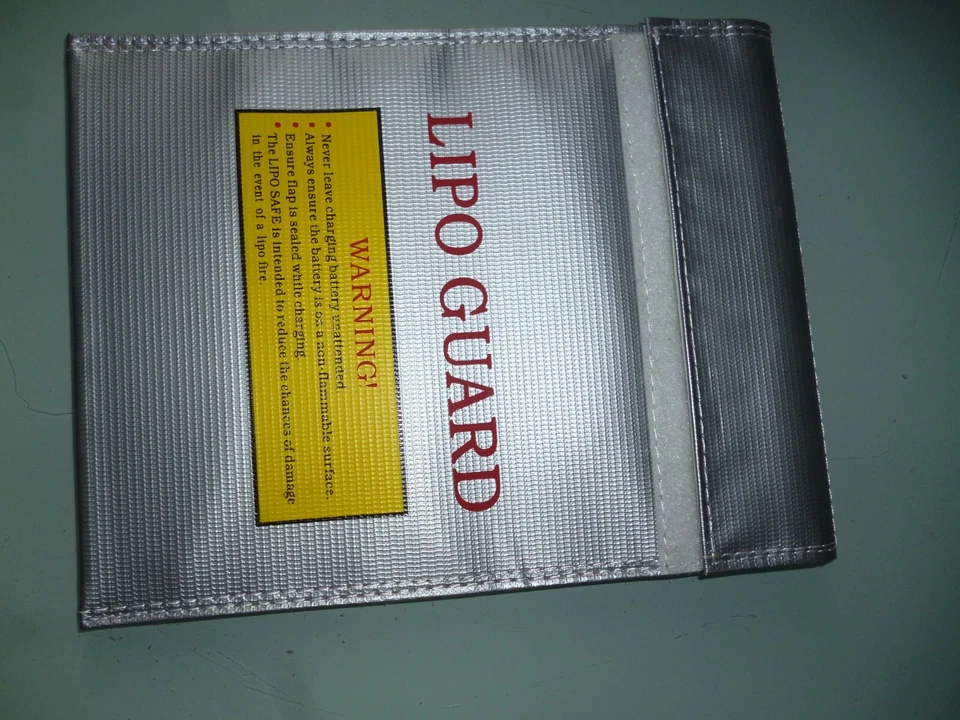 LIPO GUARD
WARNING!
• Never leave charging battery unattended.
• Always ensure the battery is on a non-flammable surface.
• Ensure flap is sealed while charging.
• The LIPO SAFE is intended to reduce the chances of damage
in the event of a lipo fire.